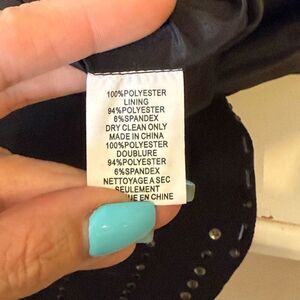 100%POLYESTER
LINING
94%POLYESTER
6%SPANDEX
DRY CLEAN ONLY
MADE IN CHINA
100%POLYESTER
DOUBLURE
94%POLYESTER
6%SPANDEX
NETTOYAGE A SEC
SEULEMENT
EN CHINE